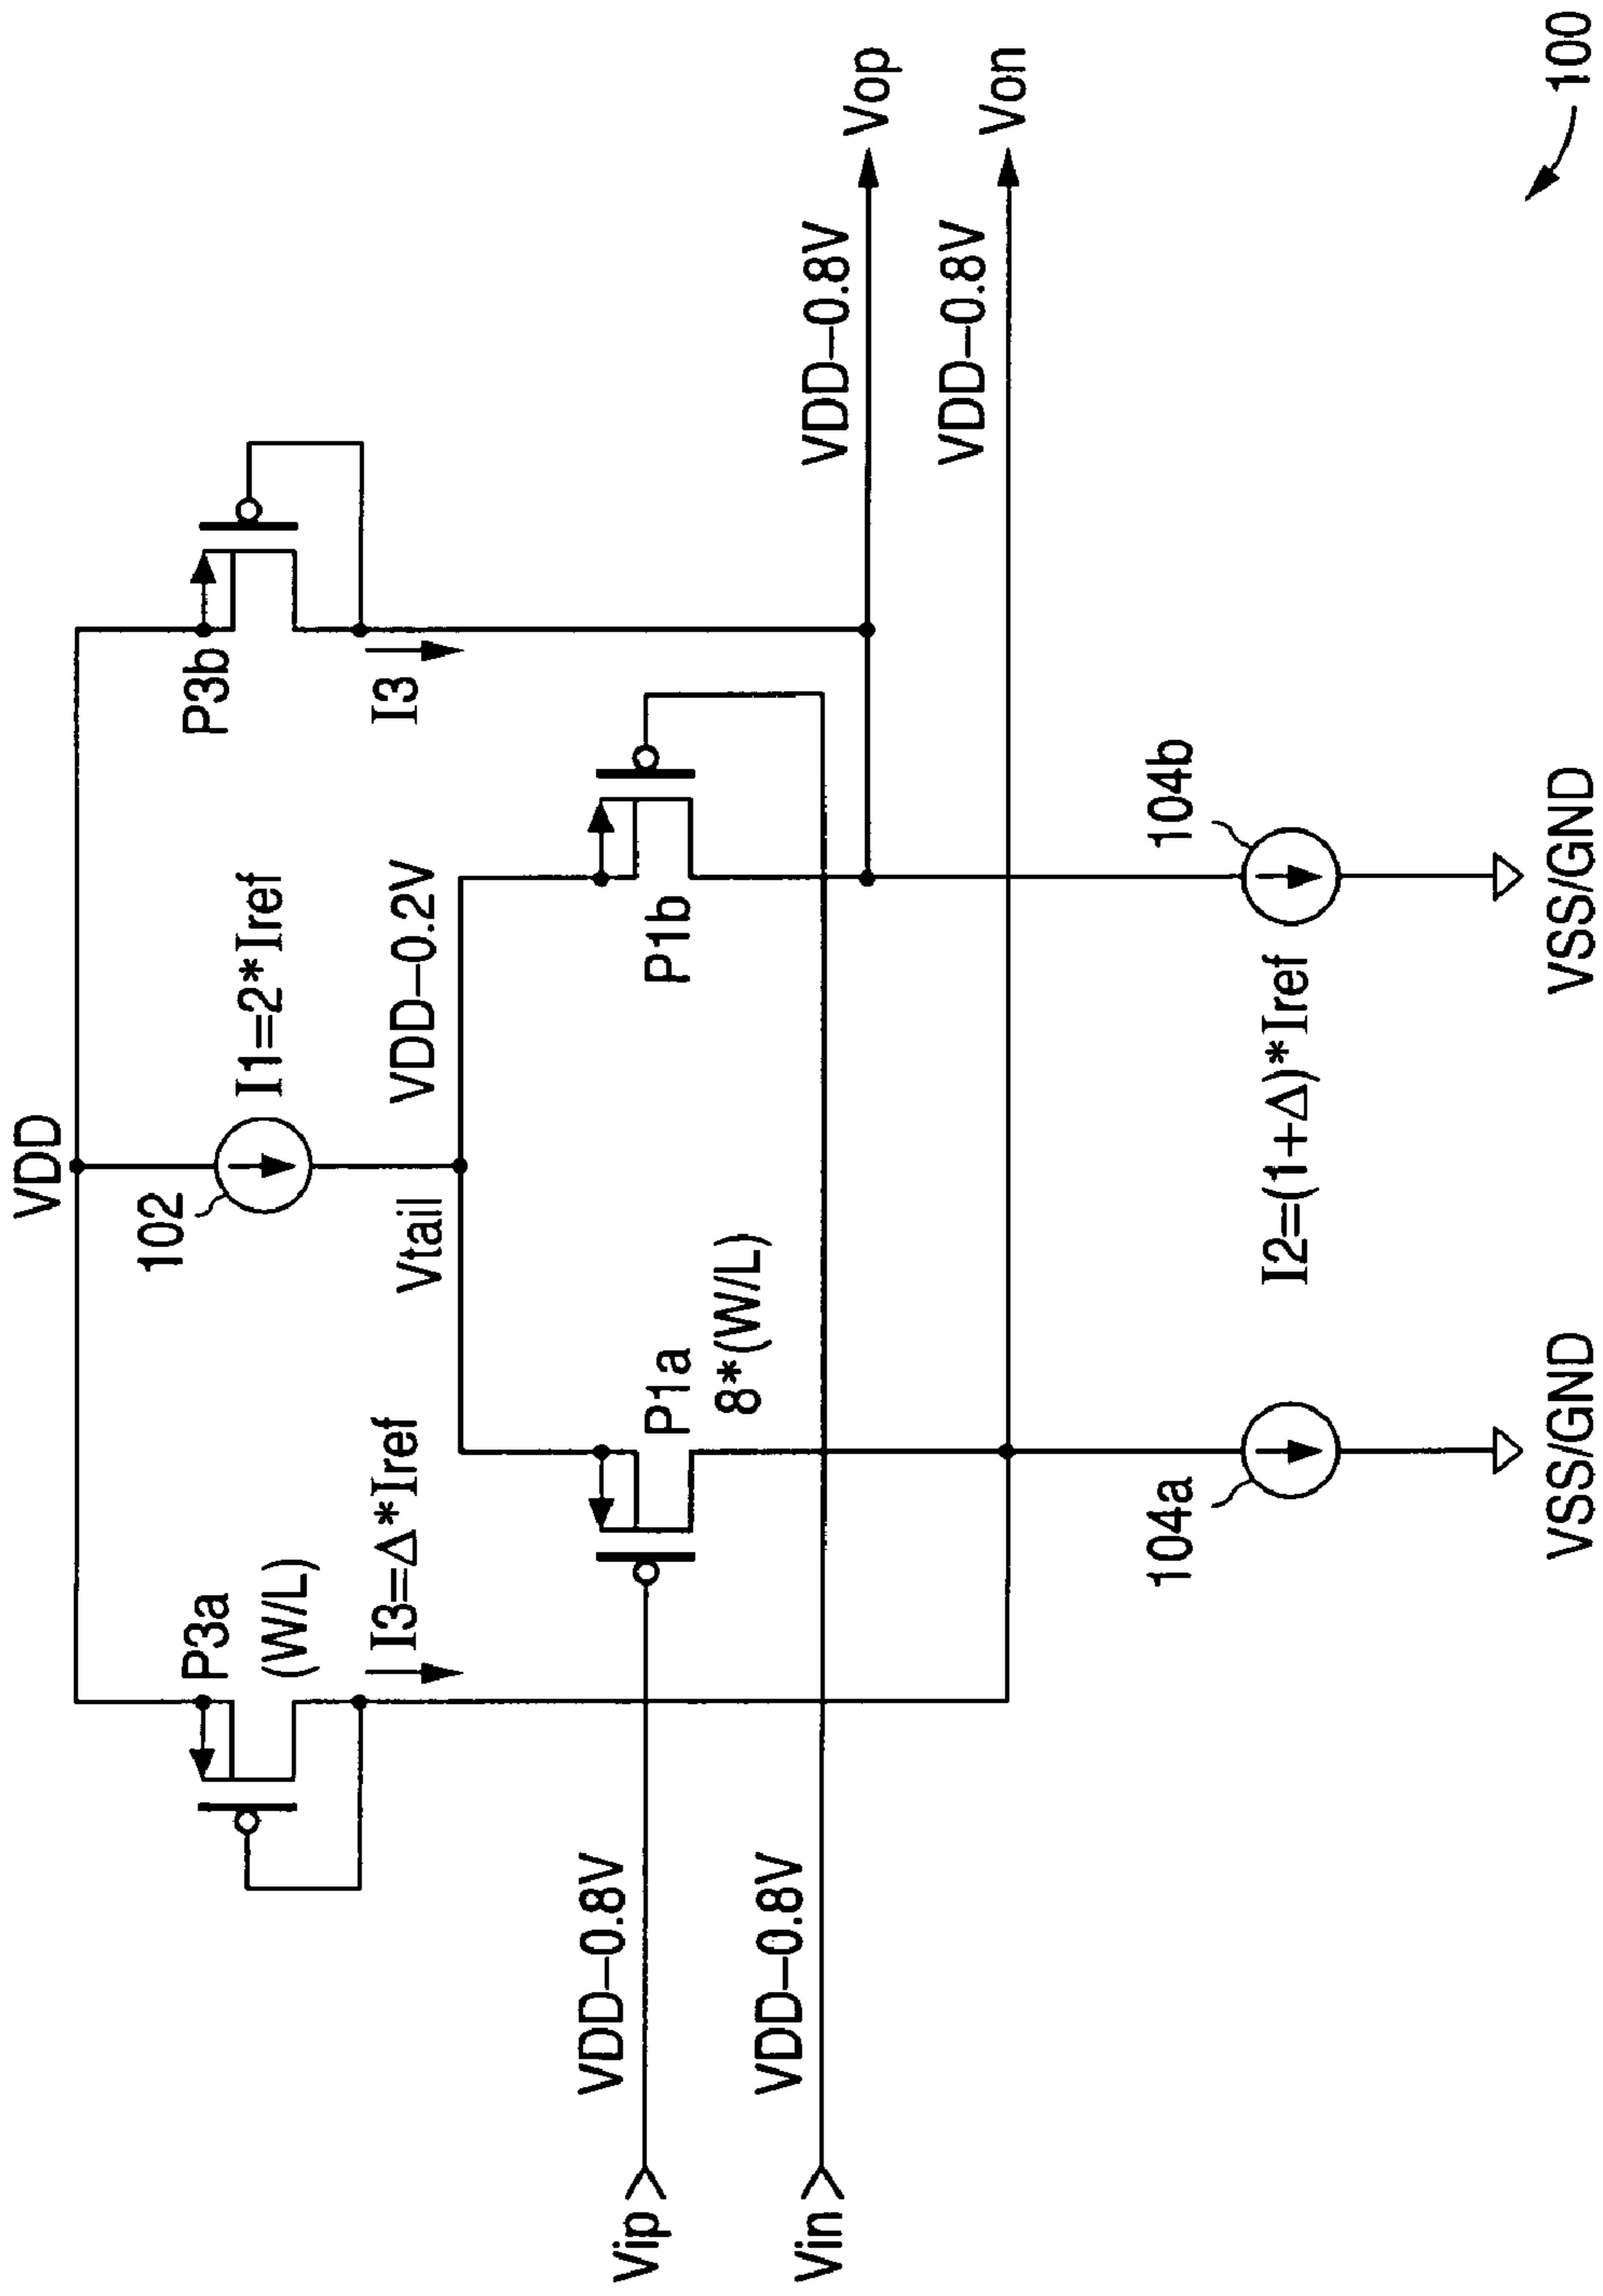 VDD
102
I1=2*Iref
P3a
(W/L)
P3b
I3=Δ*Iref
I3
Vtail
VDD–0.2V
P1a
8*(W/L)
P1b
Vip
VDD–0.8V
Vin
VDD–0.8V
VDD–0.8V
Vop
VDD–0.8V
Von
104a
104b
I2=(1+Δ)*Iref
VSS/GND
VSS/GND
100